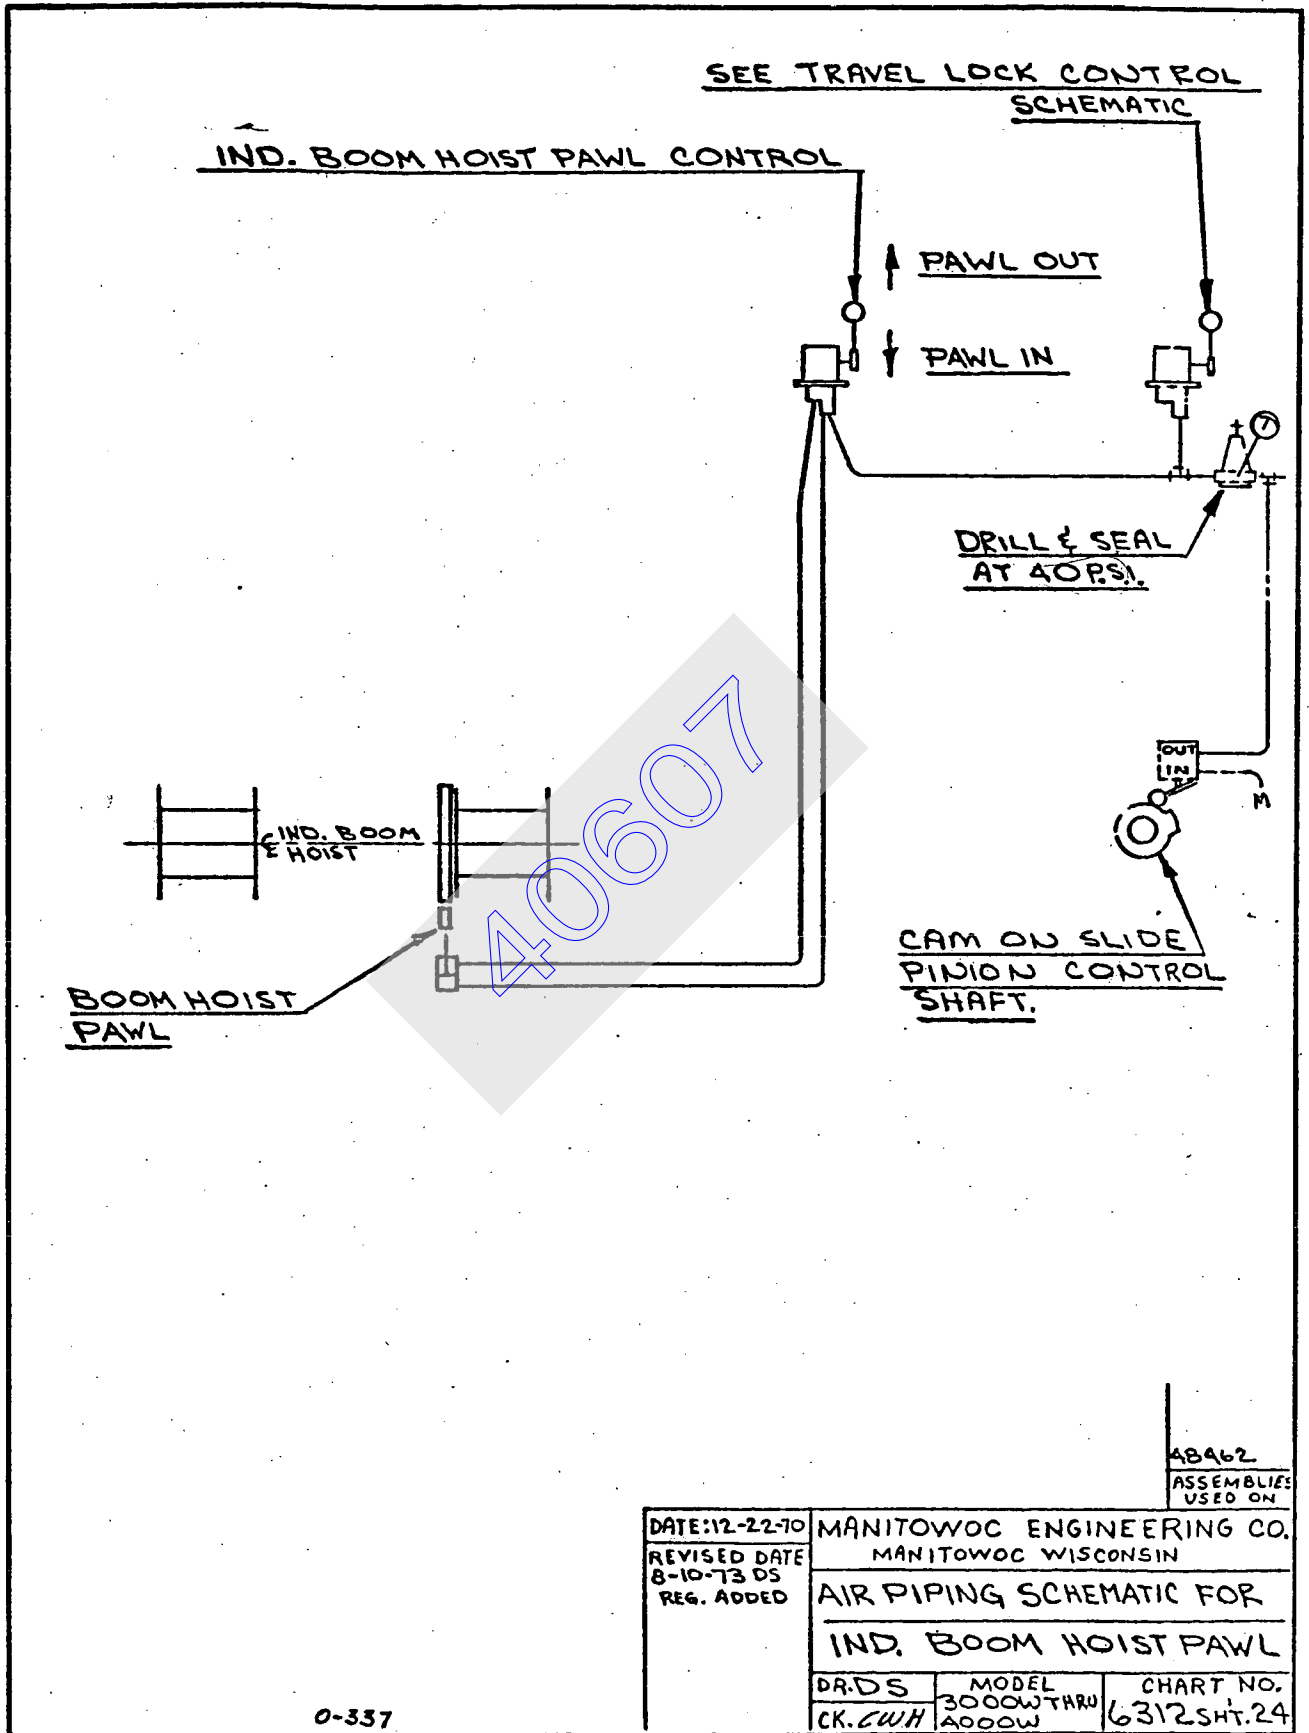 SEE TRAVEL LOCK CONTROL
SCHEMATIC
IND. BOOM HOIST PAWL CONTROL
PAWL OUT
PAWL IN
DRILL & SEAL
AT 40 P.S.I.
40607
OUT
IN
M
℄ IND. BOOM
HOIST
CAM ON SLIDE
PINION CONTROL
SHAFT.
BOOM HOIST
PAWL
48462
ASSEMBLIES
USED ON
DATE: 12-22-70
REVISED DATE
8-10-73 DS
REG. ADDED
MANITOWOC ENGINEERING CO.
MANITOWOC WISCONSIN
AIR PIPING SCHEMATIC FOR
IND. BOOM HOIST PAWL
DR. DS
CK. CWH
MODEL
3000W THRU
4000W
CHART NO.
6312 SHT. 24
0-337